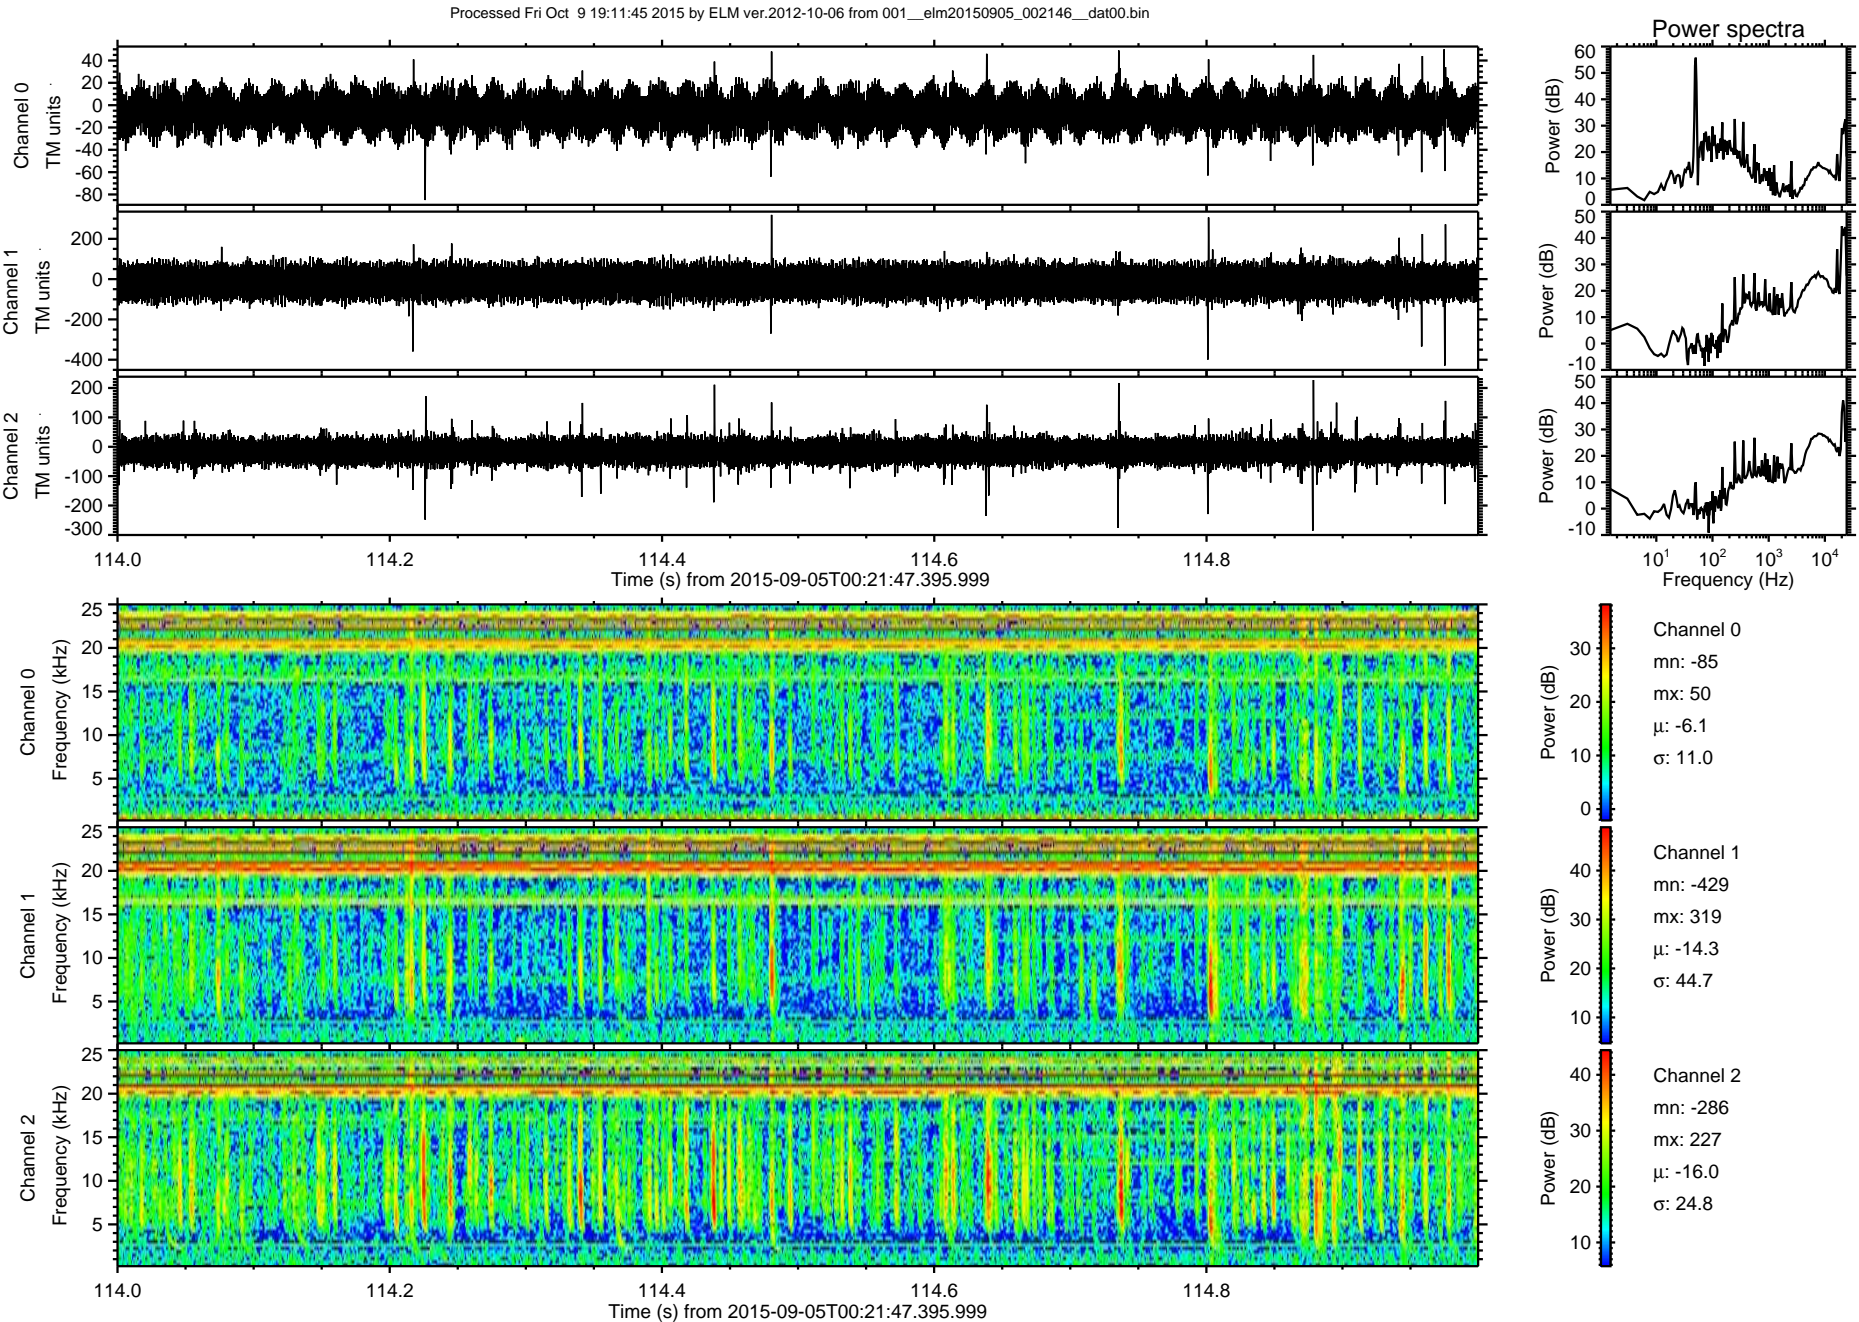 Processed Fri Oct  9 19:11:45 2015 by ELM ver.2012-10-06 from 001__elm20150905_002146__dat00.bin
Power spectra
Channel 0
TM units
40
20
0
-20
-40
-60
-80
Power (dB)
60
50
40
30
20
10
0
Channel 1
TM units
200
0
-200
-400
Power (dB)
50
40
30
20
10
0
-10
Channel 2
TM units
200
100
0
-100
-200
-300
Power (dB)
50
40
30
20
10
0
-10
114.0 114.2 114.4 114.6 114.8
Time (s) from 2015-09-05T00:21:47.395.999
10^1 10^2 10^3 10^4
Frequency (Hz)
Channel 0
Frequency (kHz)
25
20
15
10
5
Power (dB)
30
20
10
0
Channel 0
mn: -85
mx: 50
µ: -6.1
σ: 11.0
Channel 1
Frequency (kHz)
25
20
15
10
5
Power (dB)
40
30
20
10
Channel 1
mn: -429
mx: 319
µ: -14.3
σ: 44.7
Channel 2
Frequency (kHz)
25
20
15
10
5
Power (dB)
40
30
20
10
Channel 2
mn: -286
mx: 227
µ: -16.0
σ: 24.8
114.0 114.2 114.4 114.6 114.8
Time (s) from 2015-09-05T00:21:47.395.999